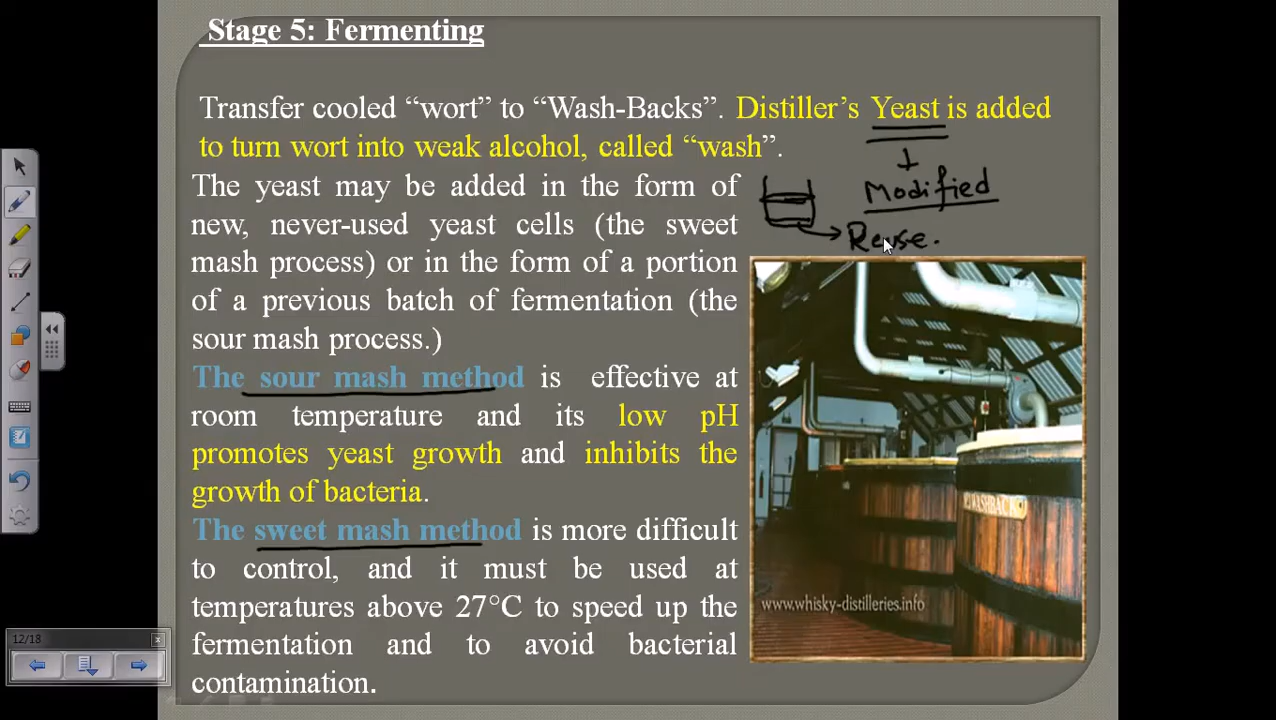 Stage 5: Fermenting
Transfer cooled “wort” to “Wash-Backs”. Distiller’s Yeast is added
to turn wort into weak alcohol, called “wash”.
The yeast may be added in the form of
new, never-used yeast cells (the sweet
mash process) or in the form of a portion
of a previous batch of fermentation (the
sour mash process.)
The sour mash method is effective at
room temperature and its low pH
promotes yeast growth and inhibits the
growth of bacteria.
The sweet mash method is more difficult
to control, and it must be used at
temperatures above 27°C to speed up the
fermentation and to avoid bacterial
contamination.
Modified
Reuse.
WASHBACK
www.whisky-distilleries.info
12/18